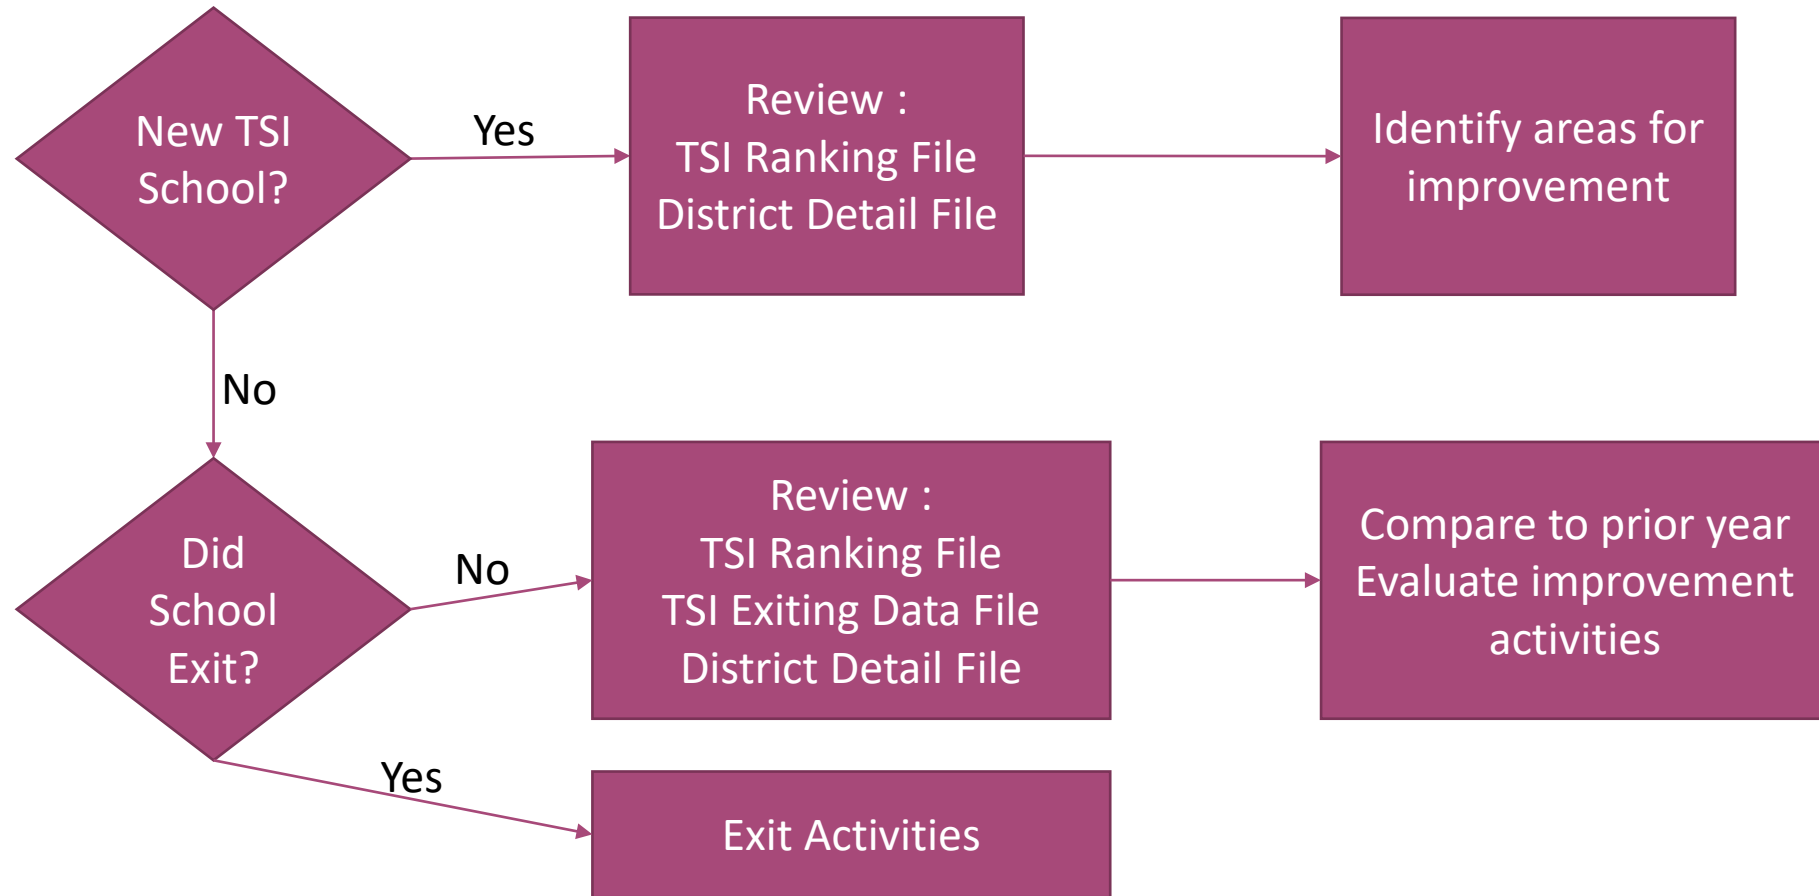 New TSI
School?
Yes
Review :
TSI Ranking File
District Detail File
Identify areas for
improvement
No
Did
School
Exit?
No
Review :
TSI Ranking File
TSI Exiting Data File
District Detail File
Compare to prior year
Evaluate improvement
activities
Yes
Exit Activities